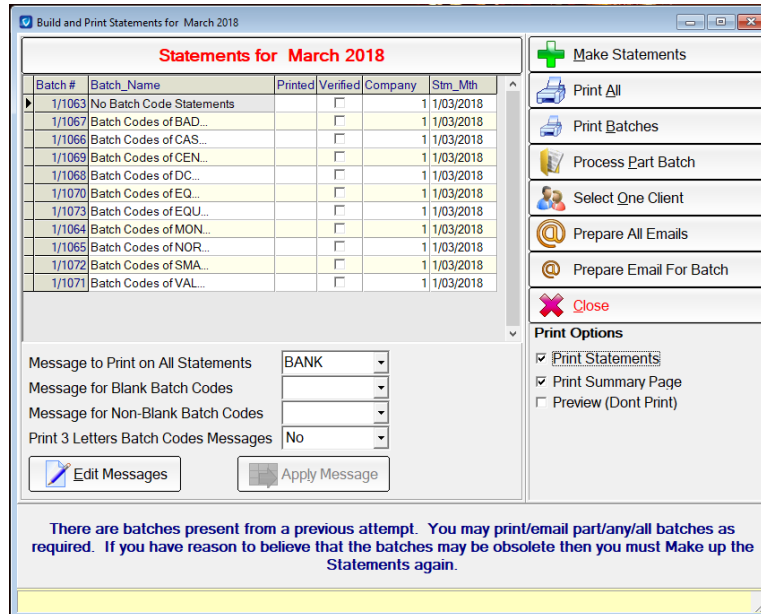 Build and Print Statements for March 2018
Statements for March 2018
Batch # Batch_Name Printed Verified Company Stm_Mth
1/1063 No Batch Code Statements 1 1/03/2018
1/1067 Batch Codes of BAD... 1 1/03/2018
1/1066 Batch Codes of CAS... 1 1/03/2018
1/1069 Batch Codes of CEN... 1 1/03/2018
1/1068 Batch Codes of DC... 1 1/03/2018
1/1070 Batch Codes of EQ... 1 1/03/2018
1/1073 Batch Codes of EQU... 1 1/03/2018
1/1064 Batch Codes of MON... 1 1/03/2018
1/1065 Batch Codes of NOR... 1 1/03/2018
1/1072 Batch Codes of SMA... 1 1/03/2018
1/1071 Batch Codes of VAL... 1 1/03/2018
Message to Print on All Statements BANK
Message for Blank Batch Codes
Message for Non-Blank Batch Codes
Print 3 Letters Batch Codes Messages No
Edit Messages Apply Message
Make Statements
Print All
Print Batches
Process Part Batch
Select One Client
@ Prepare All Emails
@ Prepare Email For Batch
Close
Print Options
Print Statements
Print Summary Page
Preview (Dont Print)
There are batches present from a previous attempt. You may print/email part/any/all batches as
required. If you have reason to believe that the batches may be obsolete then you must Make up the
Statements again.